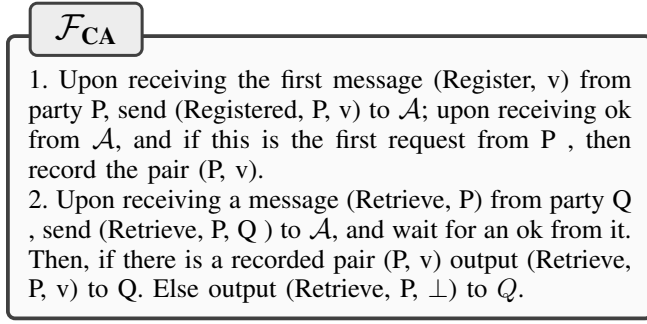 𝓕_CA
1. Upon receiving the first message (Register, v) from
party P, send (Registered, P, v) to 𝒜; upon receiving ok
from 𝒜, and if this is the first request from P , then
record the pair (P, v).
2. Upon receiving a message (Retrieve, P) from party Q
, send (Retrieve, P, Q ) to 𝒜, and wait for an ok from it.
Then, if there is a recorded pair (P, v) output (Retrieve,
P, v) to Q. Else output (Retrieve, P, ⊥) to Q.